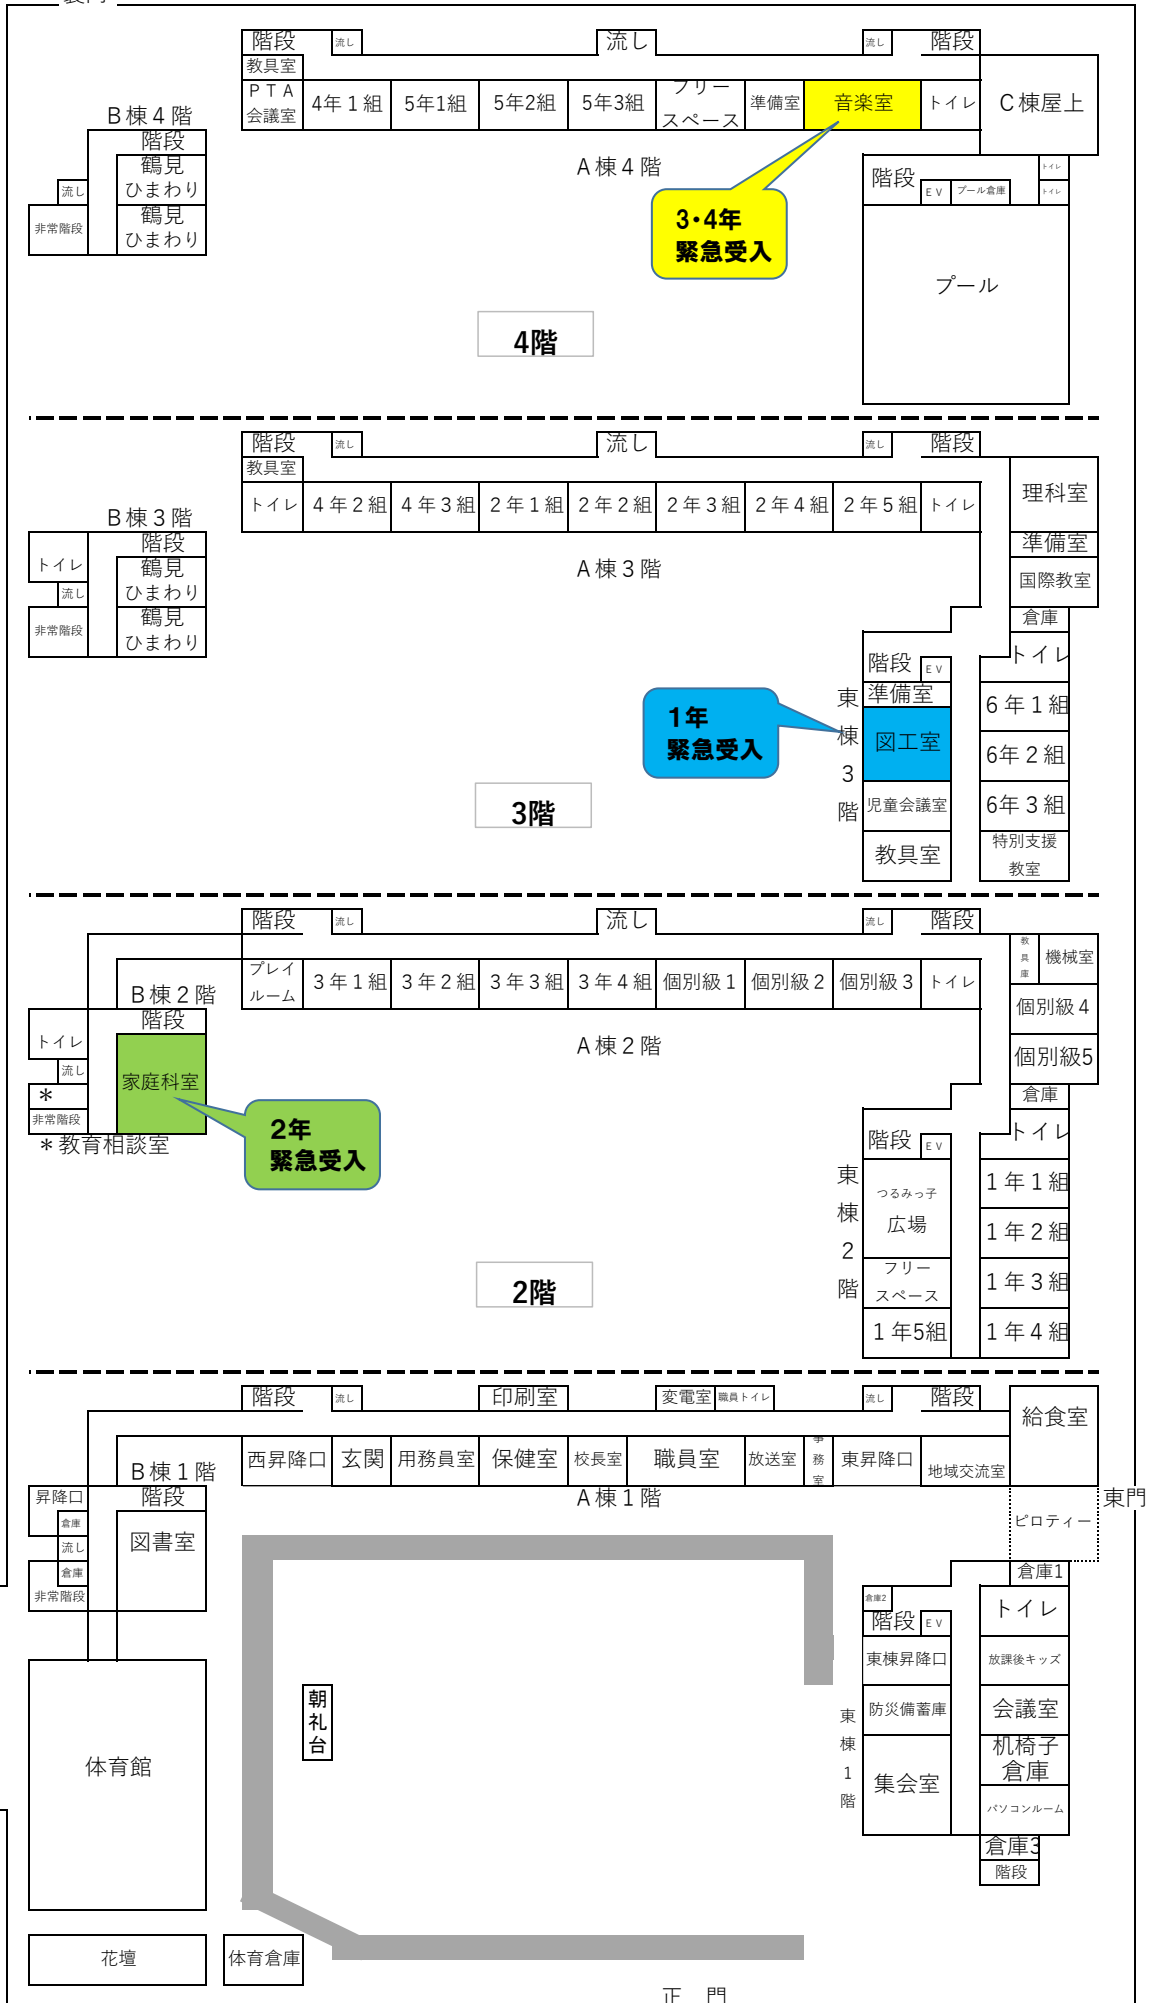 階段 流し 流し 流し 階段
教具室
ＰＴＡ
会議室
4年１組 5年1組 5年2組 5年3組
フリー
スペース
準備室 音楽室 トイレ Ｃ棟屋上
Ｂ棟４階
階段
鶴見
ひまわり
流し
鶴見
ひまわり
非常階段
Ａ棟４階
階段 ＥＶ プール倉庫 トイレ
トイレ
3・4年
緊急受入
プール
4階
階段 流し 流し 流し 階段
教具室
トイレ ４年２組 ４年３組 ２年１組 ２年２組 ２年３組 ２年４組 ２年５組 トイレ 理科室
準備室
国際教室
Ｂ棟３階
階段
トイレ
鶴見
ひまわり
流し
鶴見
ひまわり
非常階段
Ａ棟３階
倉庫
トイレ
階段 ＥＶ
準備室 ６年１組
東棟３階
1年
緊急受入
図工室 6年２組
児童会議室 6年３組
教具室
特別支援
教室
3階
階段 流し 流し 流し 階段
プレイ
ルーム
３年１組 ３年２組 ３年３組 ３年４組 個別級１ 個別級２ 個別級３ トイレ
教具庫
機械室
個別級４
個別級5
Ｂ棟２階
階段
トイレ
流し
家庭科室
＊
非常階段
＊教育相談室
Ａ棟２階
2年
緊急受入
倉庫
トイレ
階段 ＥＶ
東棟２階
つるみっ子
広場
１年１組
１年２組
フリー
スペース
１年３組
１年5組 １年４組
2階
階段 流し 印刷室 変電室 職員トイレ 流し 階段 給食室
西昇降口 玄関 用務員室 保健室 校長室 職員室 放送室 事務室 東昇降口 地域交流室
Ｂ棟１階
階段
昇降口
倉庫
流し
倉庫
図書室
非常階段
Ａ棟１階
東門
ピロティー
倉庫1
倉庫2
トイレ
階段 ＥＶ
東棟昇降口 放課後キッズ
防災備蓄庫 会議室
東棟1階
机椅子
倉庫
集会室
パソコンルーム
倉庫3
階段
朝礼台
体育館
花壇 体育倉庫
正　門